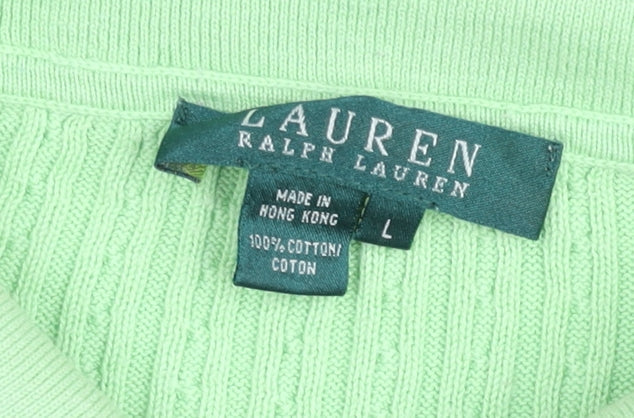 LAUREN
RALPH LAUREN
MADE IN
HONG KONG
L
100% COTTON/
COTON